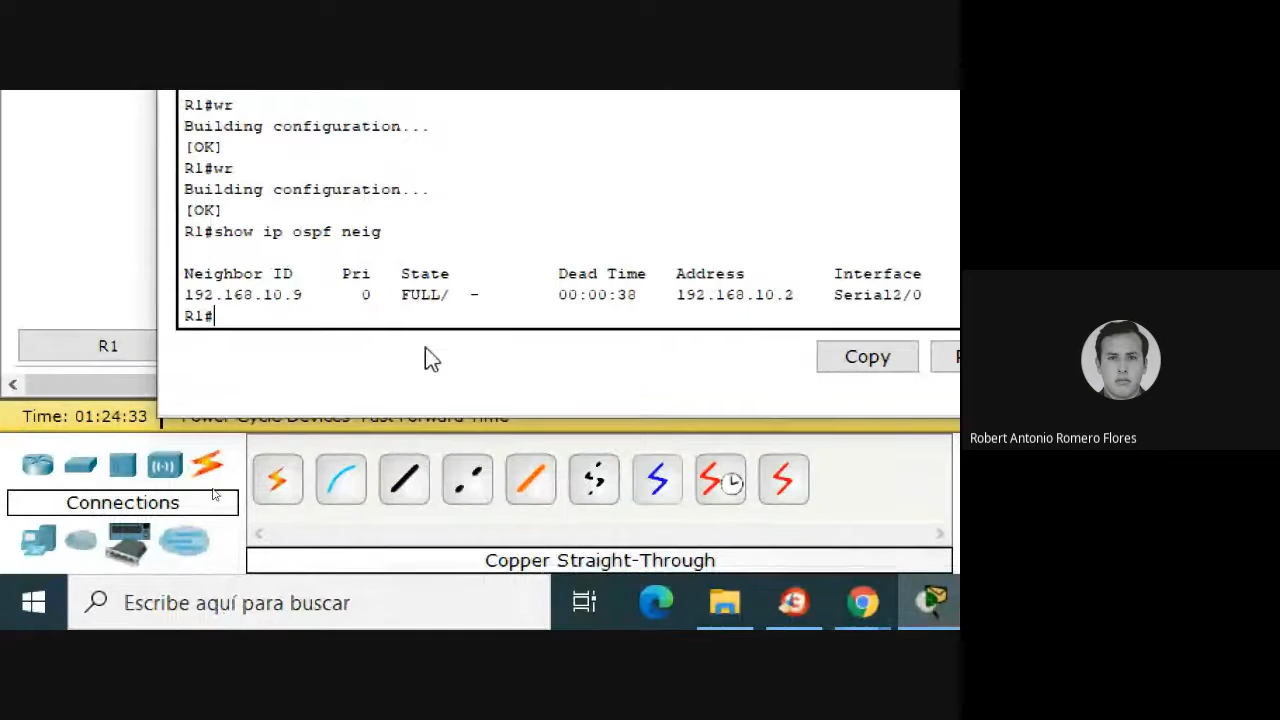 R1#wr
Building configuration...
[OK]
R1#wr
Building configuration...
[OK]
R1#show ip ospf neig
Neighbor ID Pri State Dead Time Address Interface
192.168.10.9 0 FULL/ - 00:00:38 192.168.10.2 Serial2/0
R1#
R1
Copy
Time: 01:24:33
Power Cycle Devices Fast Forward Time
Connections
Copper Straight-Through
Escribe aquí para buscar
Robert Antonio Romero Flores